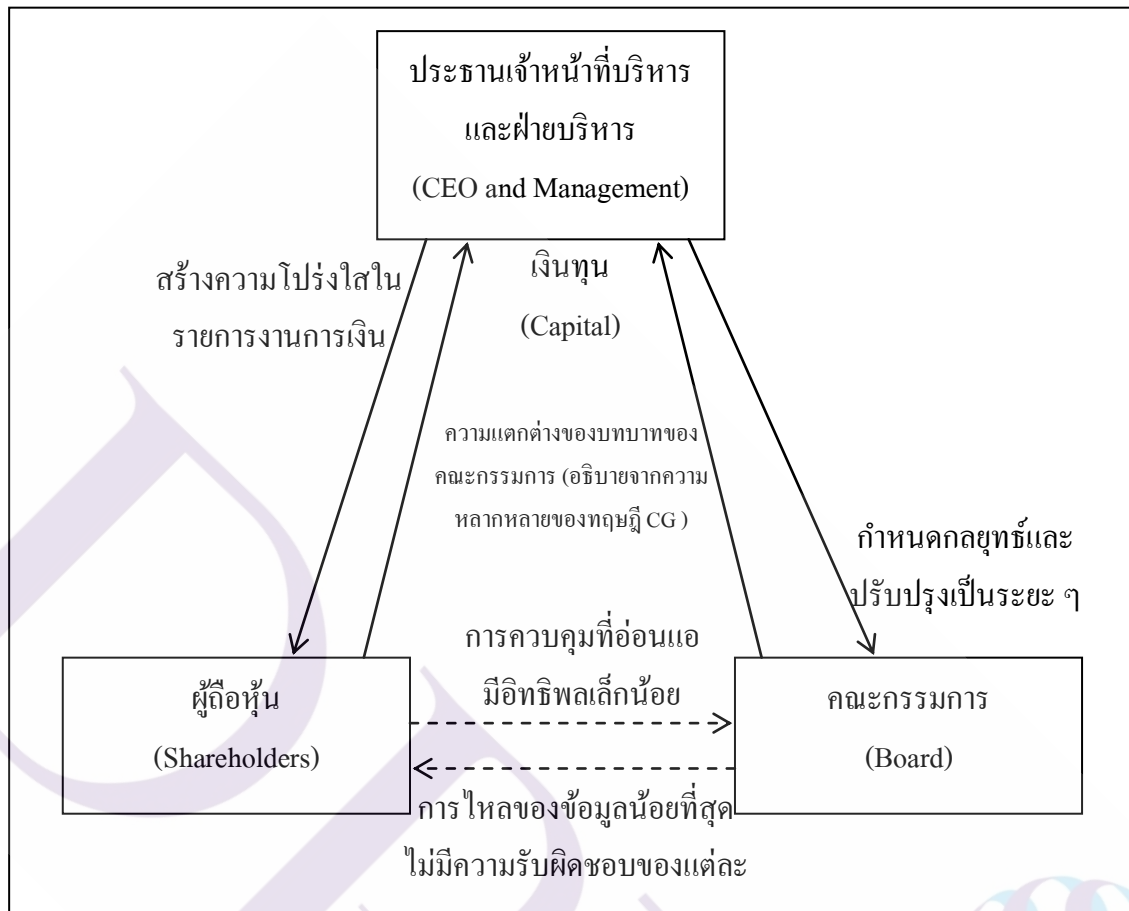 ประธานเจ้าหน้าที่บริหาร
และฝ่ายบริหาร
(CEO and Management)
สร้างความโปร่งใสใน
รายการงานการเงิน
เงินทุน
(Capital)
ความแตกต่างของบทบาทของ
คณะกรรมการ (อธิบายจากความ
หลากหลายของทฤษฎี CG )
กำหนดกลยุทธ์และ
ปรับปรุงเป็นระยะ ๆ
การควบคุมที่อ่อนแอ
มีอิทธิพลเล็กน้อย
ผู้ถือหุ้น
(Shareholders)
คณะกรรมการ
(Board)
การไหลของข้อมูลน้อยที่สุด
ไม่มีความรับผิดชอบของแต่ละ